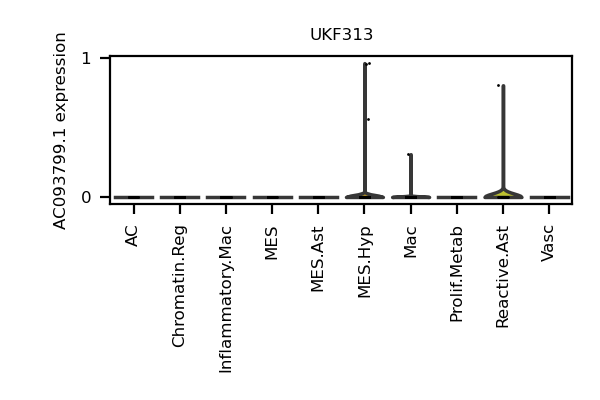 UKF313
AC093799.1 expression
1
0
AC
Chromatin.Reg
Inflammatory.Mac
MES
MES.Ast
MES.Hyp
Mac
Prolif.Metab
Reactive.Ast
Vasc